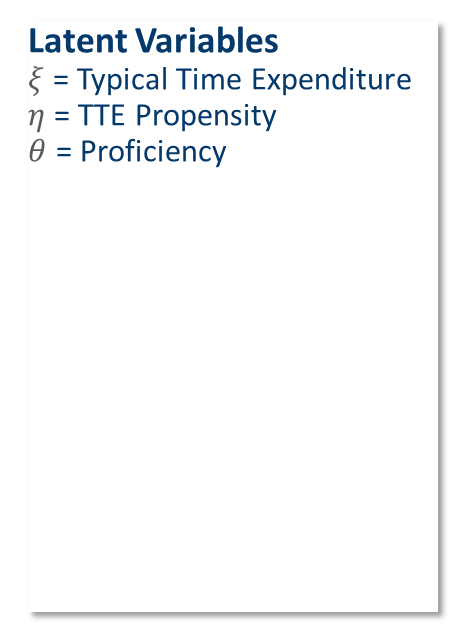 Latent Variables
ξ = Typical Time Expenditure
η = TTE Propensity
θ = Proficiency